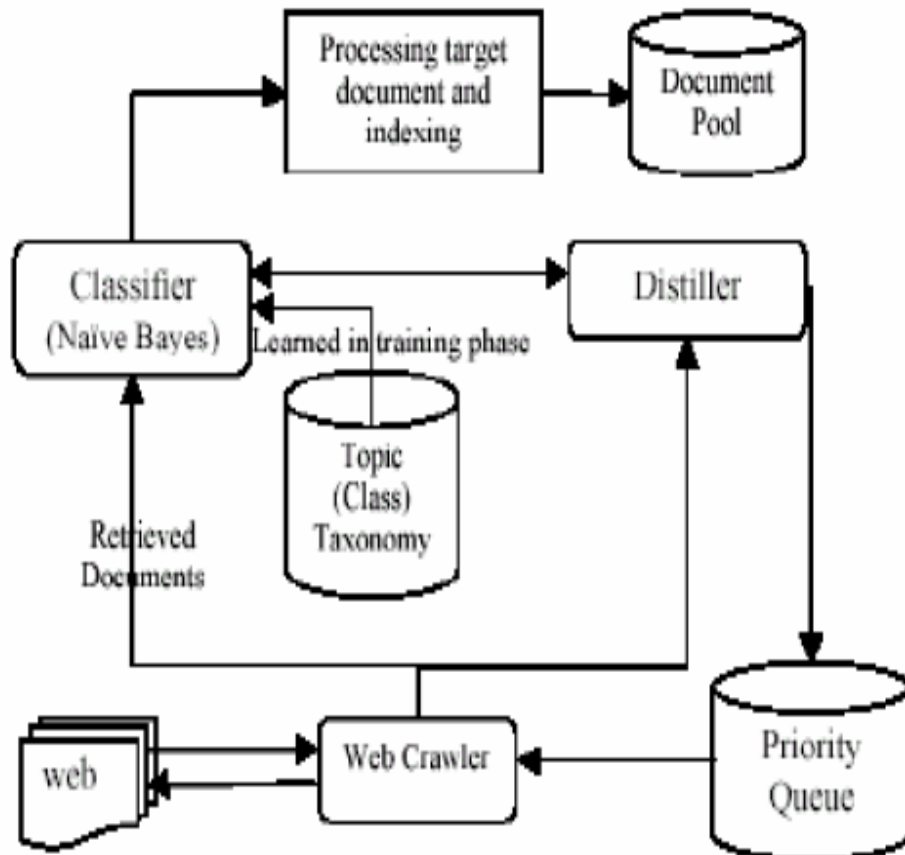 Processing target
document and
indexing
Document
Pool
Classifier
(Naïve Bayes)
Distiller
Learned in training phase
Topic
(Class)
Taxonomy
Retrieved
Documents
web
Web Crawler
Priority
Queue